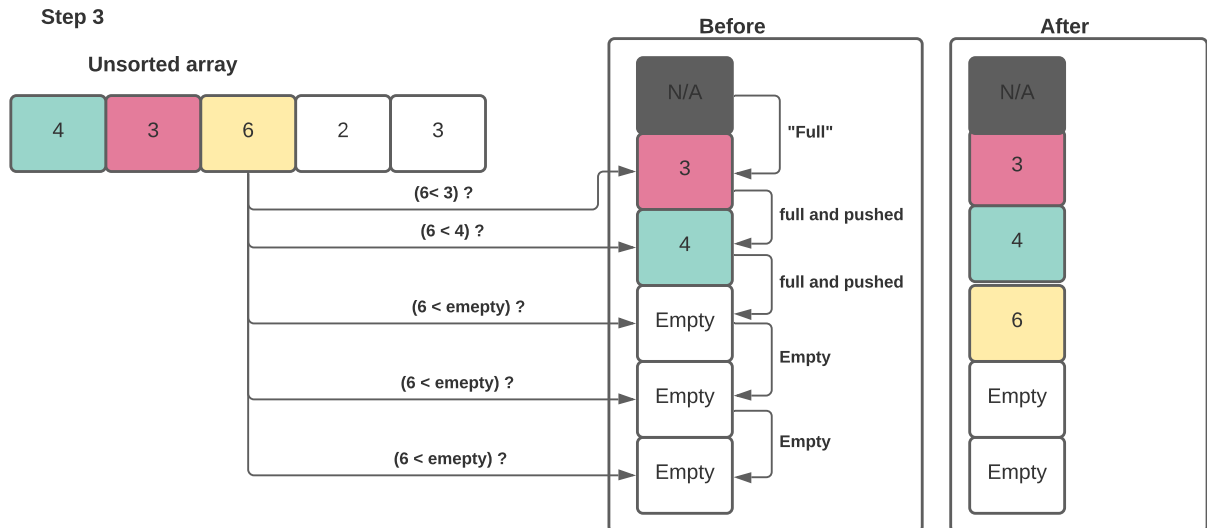 Step 3
Unsorted array
4
3
6
2
3
Before
After
N/A
"Full"
3
(6< 3) ?
full and pushed
4
(6 < 4) ?
full and pushed
Empty
(6 < emepty) ?
Empty
Empty
(6 < emepty) ?
Empty
Empty
(6 < emepty) ?
N/A
3
4
6
Empty
Empty